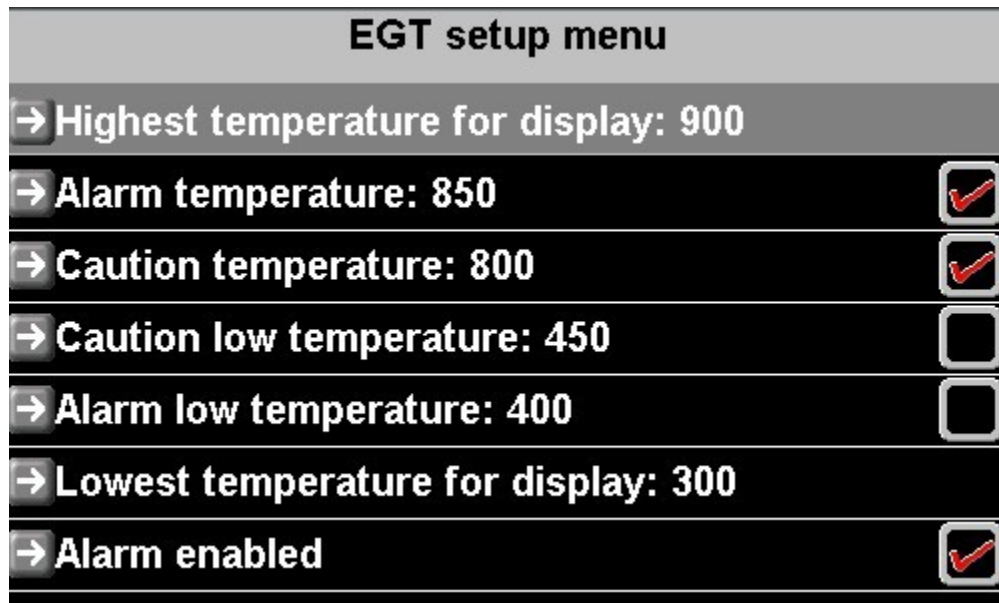 EGT setup menu
Highest temperature for display: 900
Alarm temperature: 850
Caution temperature: 800
Caution low temperature: 450
Alarm low temperature: 400
Lowest temperature for display: 300
Alarm enabled